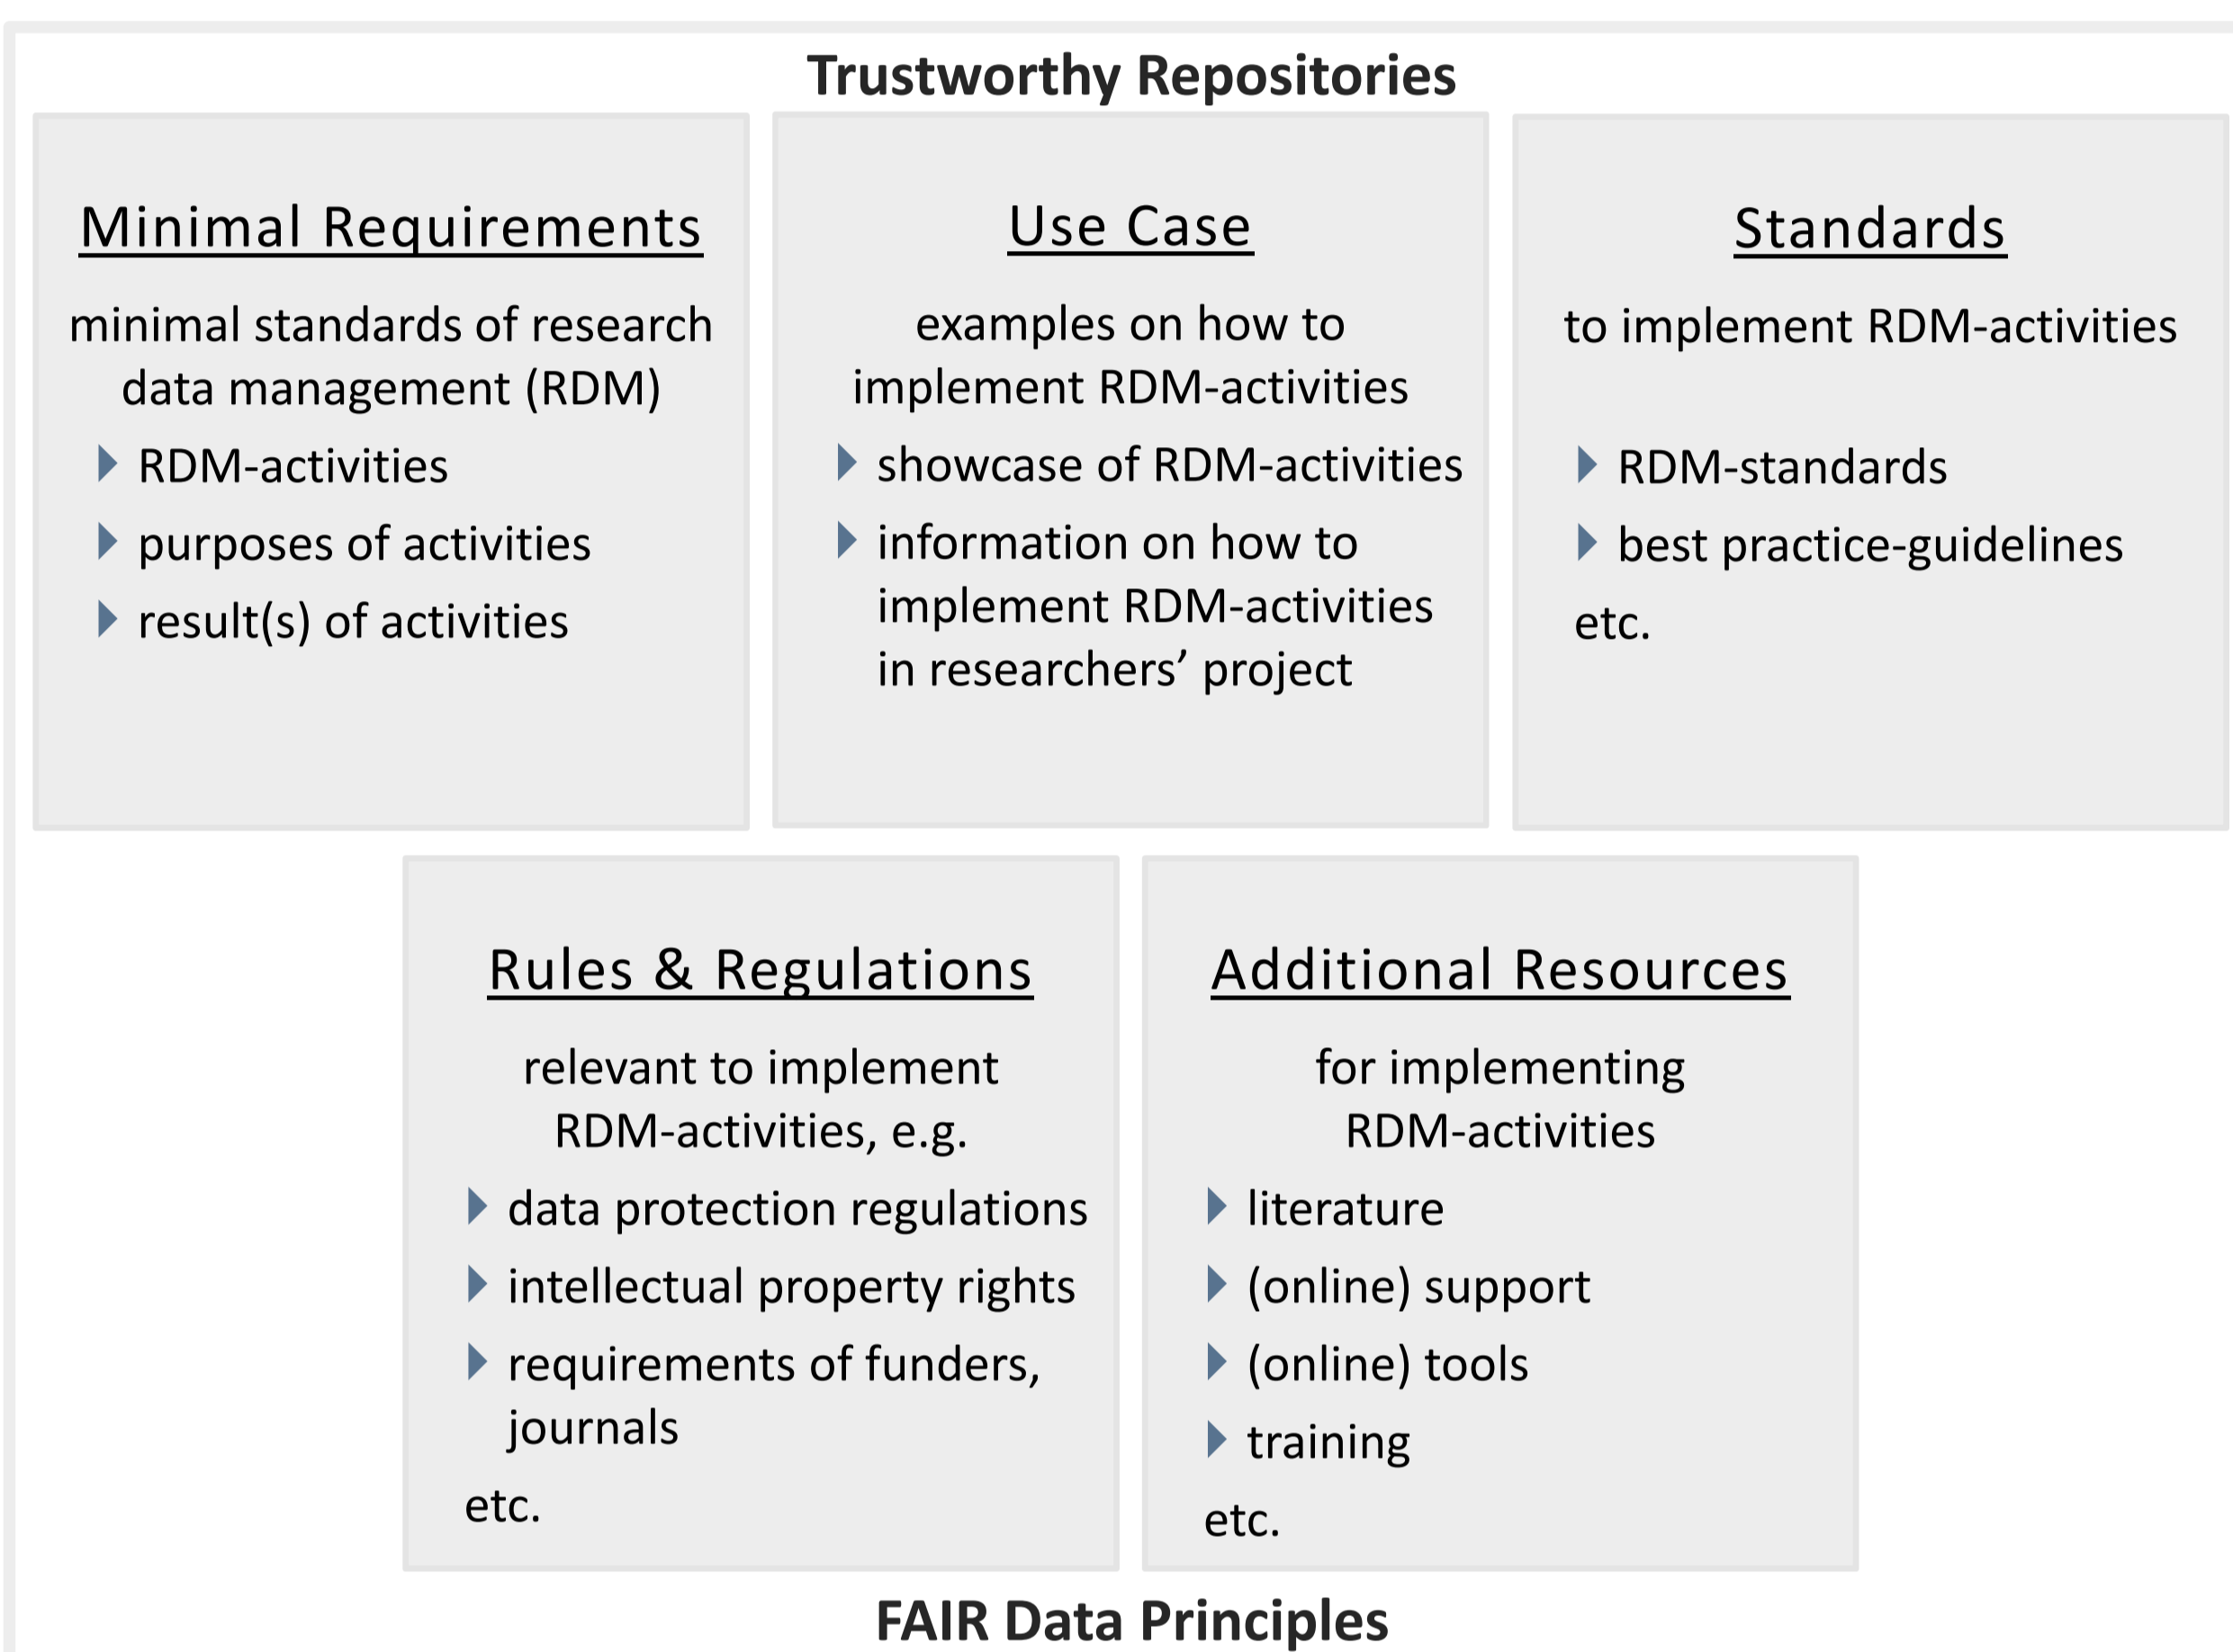 Trustworthy Repositories
Minimal Requirements
minimal standards of research
data management (RDM)
RDM-activities
purposes of activities
result(s) of activities
Use Case
examples on how to
implement RDM-activities
showcase of RDM-activities
information on how to
implement RDM-activities
in researchers’ project
Standards
to implement RDM-activities
RDM-standards
best practice-guidelines
etc.
Rules & Regulations
relevant to implement
RDM-activities, e.g.
data protection regulations
intellectual property rights
requirements of funders,
journals
etc.
Additional Resources
for implementing
RDM-activities
literature
(online) support
(online) tools
training
etc.
FAIR Data Principles